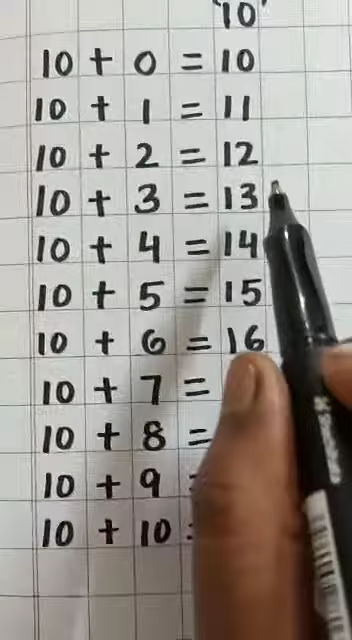 '10'
10 + 0 = 10
10 + 1 = 11
10 + 2 = 12
10 + 3 = 13
10 + 4 = 14
10 + 5 = 15
10 + 6 = 16
10 + 7 =
10 + 8 =
10 + 9 =
10 + 10 =